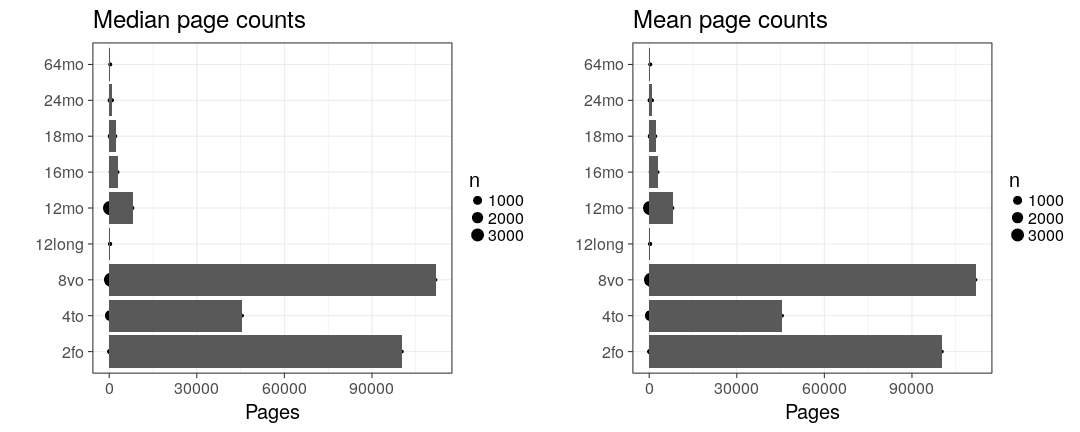 Median page counts
64mo
24mo
18mo
16mo
12mo
12long
8vo
4to
2fo
0 30000 60000 90000
Pages
n
1000
2000
3000
Mean page counts
64mo
24mo
18mo
16mo
12mo
12long
8vo
4to
2fo
0 30000 60000 90000
Pages
n
1000
2000
3000